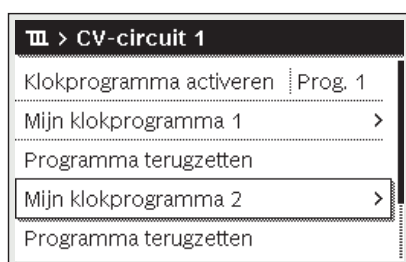 > CV-circuit 1
Klokprogramma activeren Prog. 1
Mijn klokprogramma 1 >
Programma terugzetten
Mijn klokprogramma 2 >
Programma terugzetten